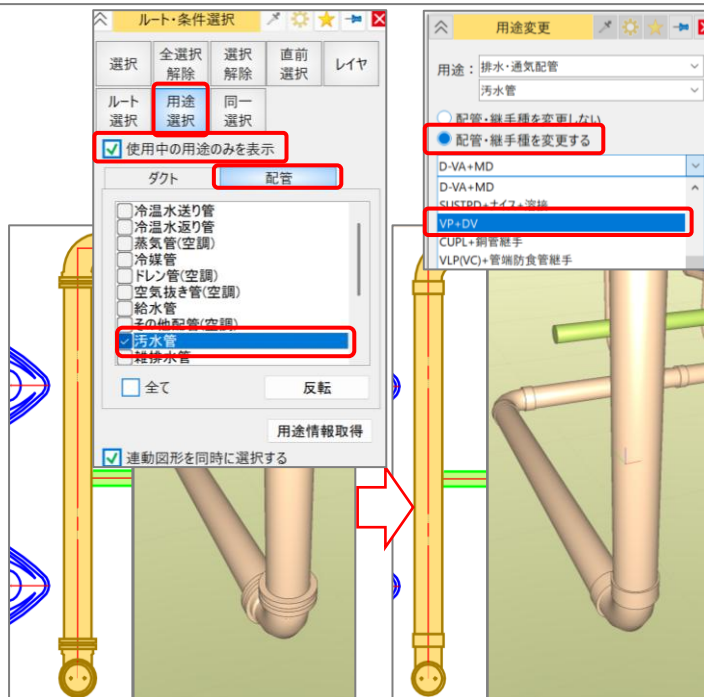 ルート・条件選択
選択
全選択
解除
選択
解除
直前
選択
レイヤ
ルート
選択
用途
選択
同一
選択
使用中の用途のみを表示
ダクト
配管
冷温水送り管
冷温水返り管
蒸気管(空調)
冷媒管
ドレン管(空調)
空気抜き管(空調)
給水管
その他配管(空調)
汚水管
雑排水管
全て
反転
用途情報取得
連動図形を同時に選択する
用途変更
用途：
排水・通気配管
汚水管
配管・継手種を変更しない
配管・継手種を変更する
D-VA+MD
D-VA+MD
SUSTPD+ナイス+溶接
VP+DV
CUPL+銅管継手
VLP(VC)+管端防食管継手